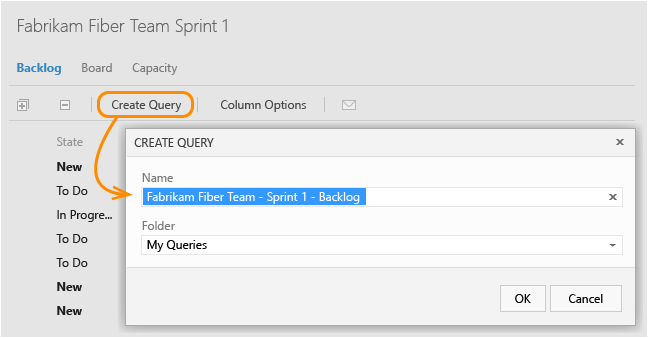 Fabrikam Fiber Team Sprint 1
Backlog Board Capacity
Create Query Column Options
State
New
To Do
In Progre...
To Do
To Do
New
New
CREATE QUERY
Name
Fabrikam Fiber Team - Sprint 1 - Backlog
Folder
My Queries
OK Cancel